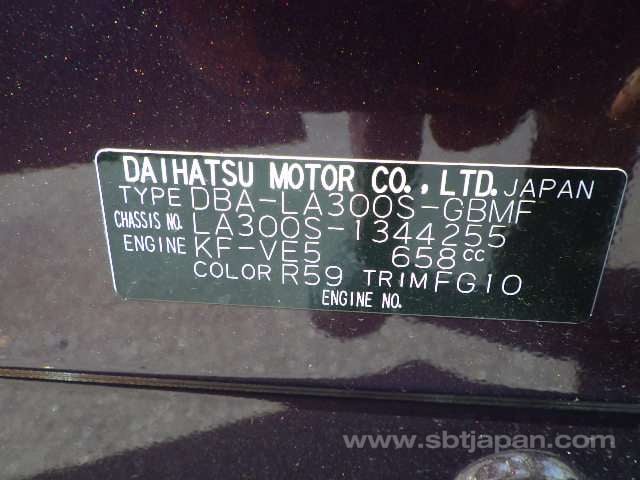 DAIHATSU MOTOR CO., LTD. JAPAN
TYPE DBA-LA300S-GBMF
CHASSIS NO. LA300S-1344255
ENGINE KF-VE5 658cc
COLOR R59 TRIM FG10
ENGINE NO.
www.sbtjapan.com